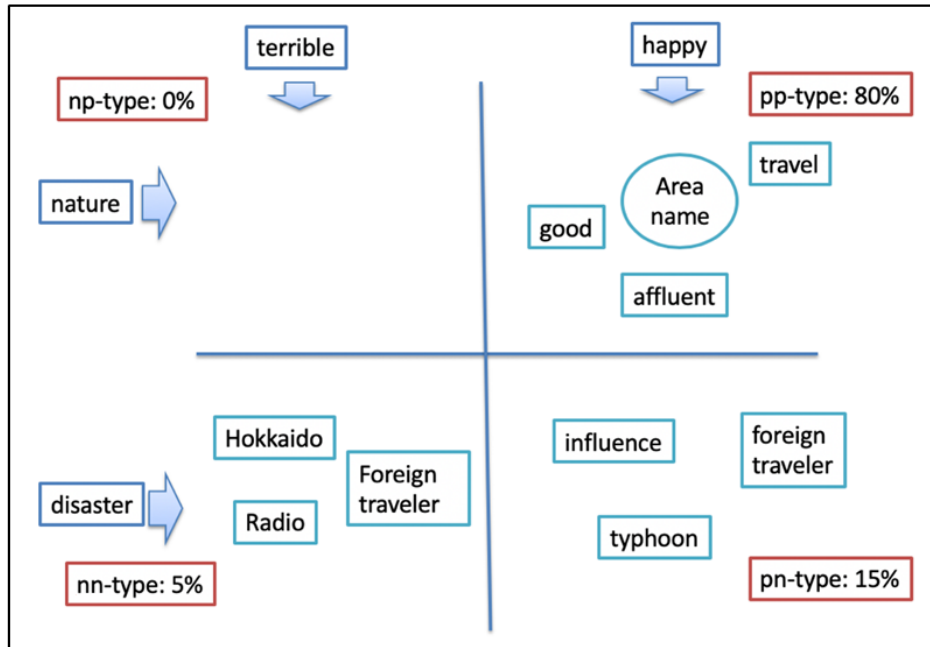 terrible
happy
np-type: 0%
pp-type: 80%
travel
nature
Area
name
good
affluent
Hokkaido
influence
foreign
traveler
Foreign
traveler
disaster
Radio
typhoon
nn-type: 5%
pn-type: 15%